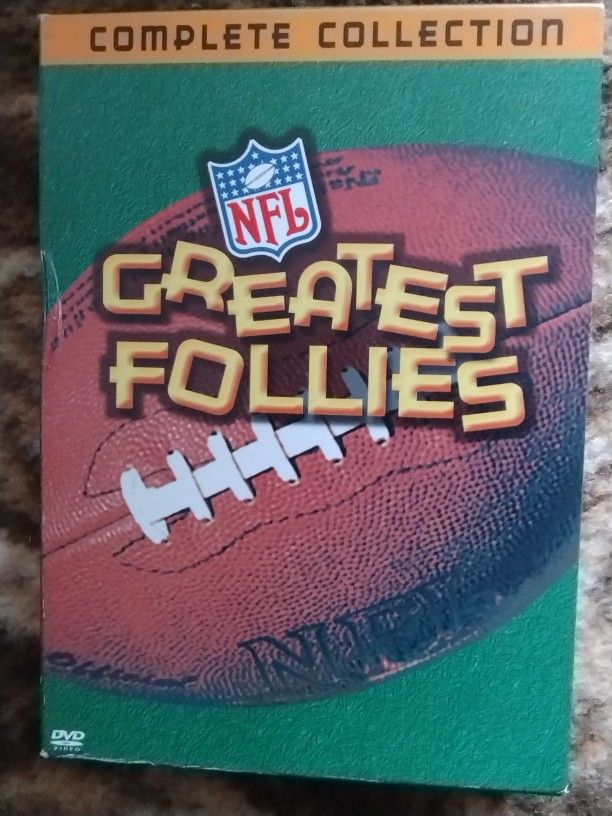 COMPLETE COLLECTION
NFL
GREATEST
FOLLIES
NFL
DVD
VIDEO